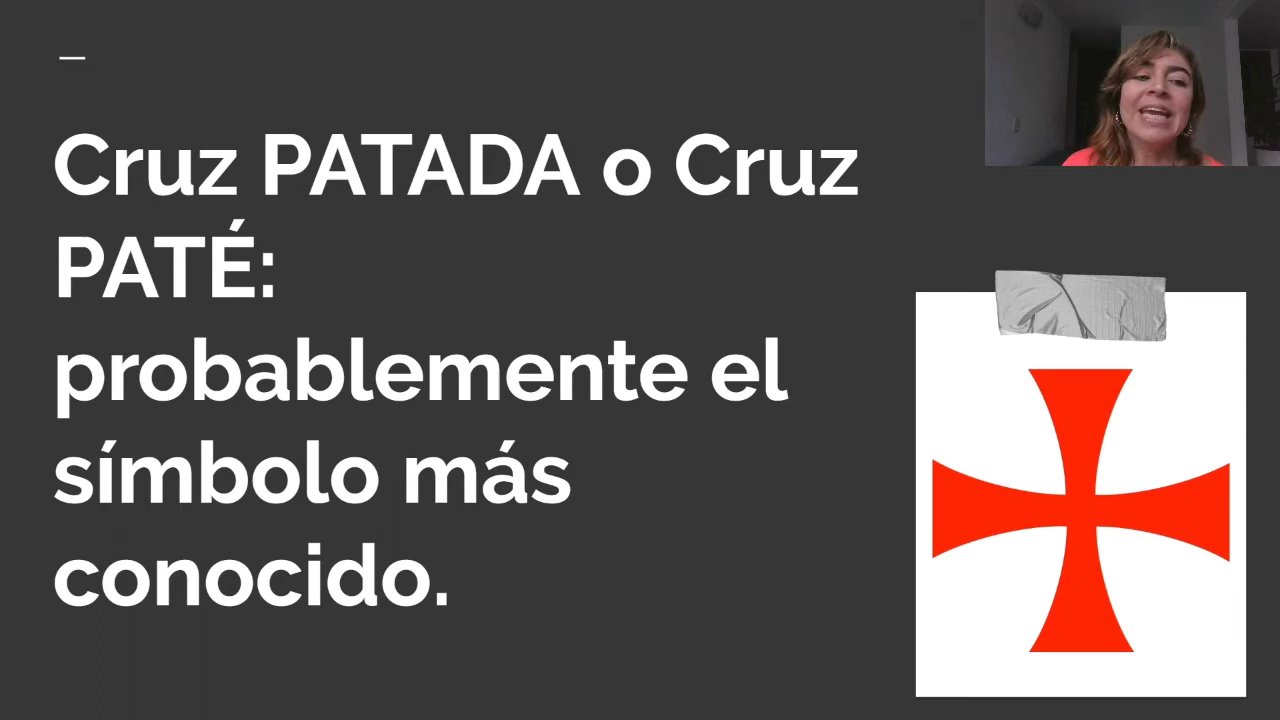 Cruz PATADA o Cruz
PATÉ:
probablemente el
símbolo más
conocido.